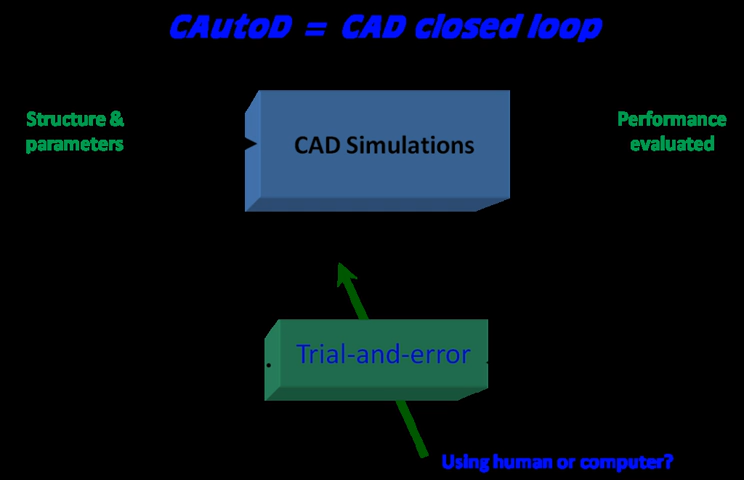 CAutoD = CAD closed loop
Structure &
parameters
CAD Simulations
Performance
evaluated
Trial-and-error
Using human or computer?